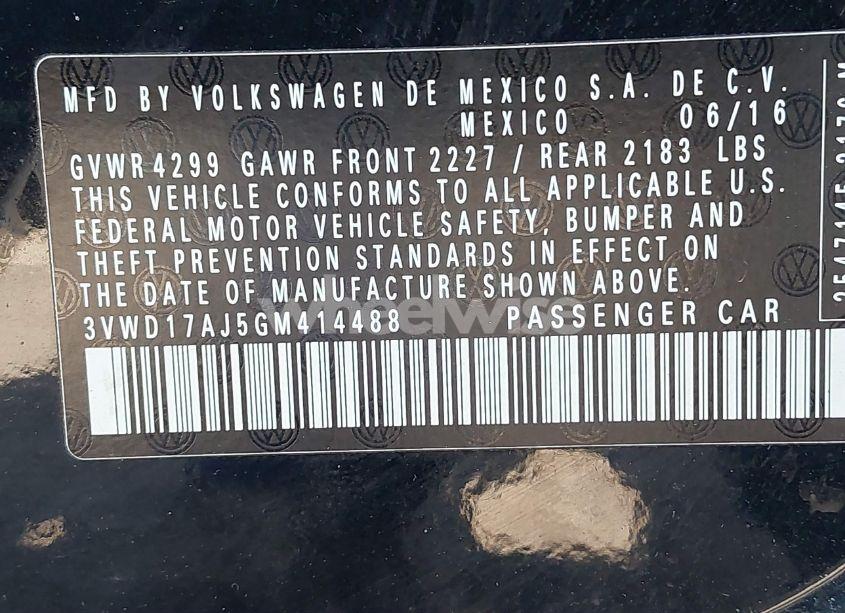 MFD BY VOLKSWAGEN DE MEXICO S.A. DE C.V.
MEXICO 06/16
GVWR 4299 GAWR FRONT 2227 / REAR 2183 LBS
THIS VEHICLE CONFORMS TO ALL APPLICABLE U.S.
FEDERAL MOTOR VEHICLE SAFETY, BUMPER AND
THEFT PREVENTION STANDARDS IN EFFECT ON
THE DATE OF MANUFACTURE SHOWN ABOVE.
wheelwise
3VWD17AJ5GM414488 PASSENGER CAR